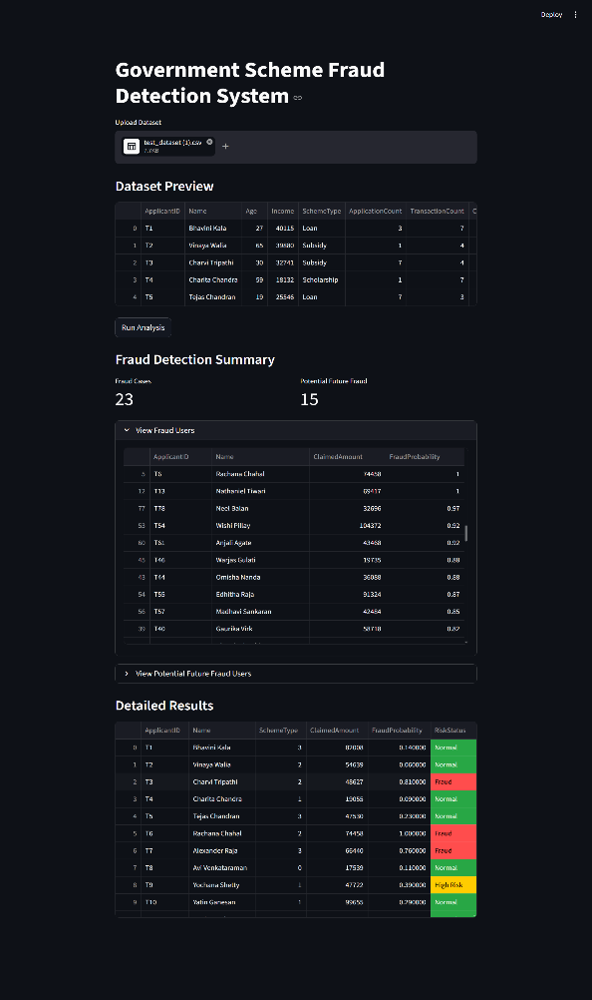 Deploy
Government Scheme Fraud
Detection System
Upload Dataset
test_dataset (1).csv
7.7KB
Dataset Preview
ApplicantID Name Age Income SchemeType ApplicationCount TransactionCount C
0 T1 Bhavini Kala 27 40115 Loan 3 7
1 T2 Vinaya Walia 65 39880 Subsidy 1 4
2 T3 Charvi Tripathi 30 32741 Subsidy 7 4
3 T4 Charita Chandra 59 18132 Scholarship 1 7
4 T5 Tejas Chandran 19 25546 Loan 7 3
Run Analysis
Fraud Detection Summary
Fraud Cases Potential Future Fraud
23 15
View Fraud Users
ApplicantID Name ClaimedAmount FraudProbability
5 T6 Rachana Chahal 74458 1
12 T13 Nathaniel Tiwari 69417 1
77 T78 Neel Balan 32696 0.97
53 T54 Wishi Pillay 104372 0.92
60 T61 Anjali Agate 43468 0.92
45 T46 Warjas Gulati 19735 0.88
43 T44 Omisha Nanda 36088 0.88
54 T55 Edhitha Raja 91324 0.87
56 T57 Madhavi Sankaran 42484 0.85
39 T40 Gaurika Virk 58718 0.82
View Potential Future Fraud Users
Detailed Results
ApplicantID Name SchemeType ClaimedAmount FraudProbability RiskStatus
0 T1 Bhavini Kala 3 82008 0.140000 Normal
1 T2 Vinaya Walia 2 54639 0.060000 Normal
2 T3 Charvi Tripathi 2 48627 0.810000 Fraud
3 T4 Charita Chandra 1 19055 0.090000 Normal
4 T5 Tejas Chandran 3 47530 0.230000 Normal
5 T6 Rachana Chahal 2 74458 1.000000 Fraud
6 T7 Alexander Raja 3 66440 0.760000 Fraud
7 T8 Avi Venkataraman 0 17539 0.110000 Normal
8 T9 Yochana Shetty 1 47722 0.390000 High Risk
9 T10 Yatin Ganesan 1 99655 0.290000 Normal